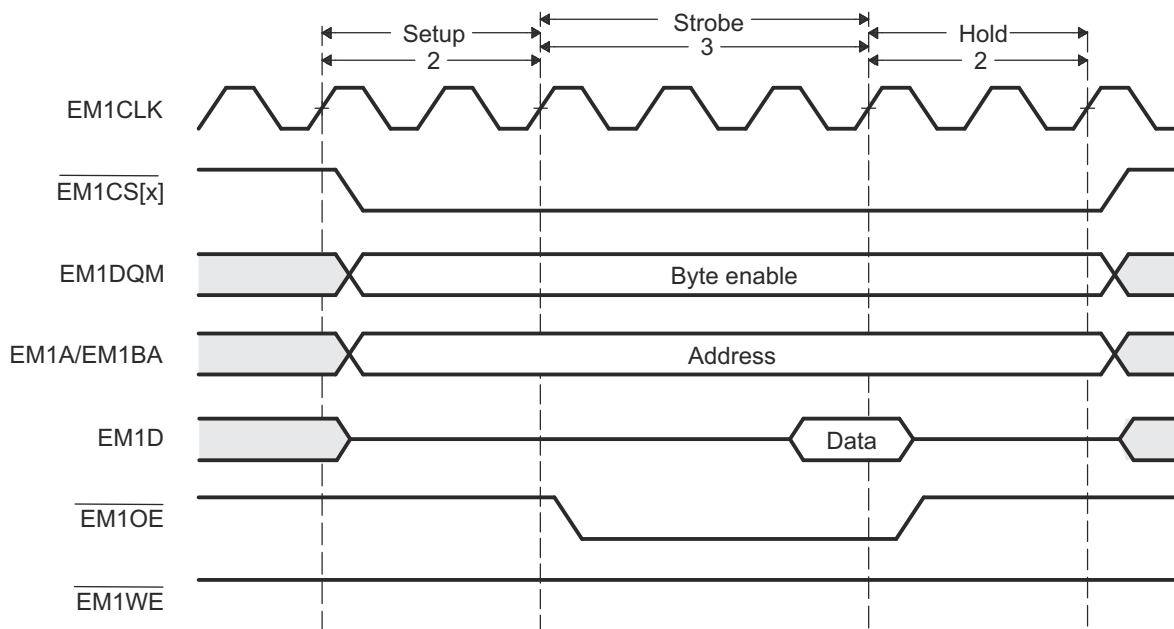 Setup
Strobe
Hold
2
3
2
EM1CLK
EM1CS[x]
EM1DQM
Byte enable
EM1A/EM1BA
Address
EM1D
Data
EM1OE
EM1WE